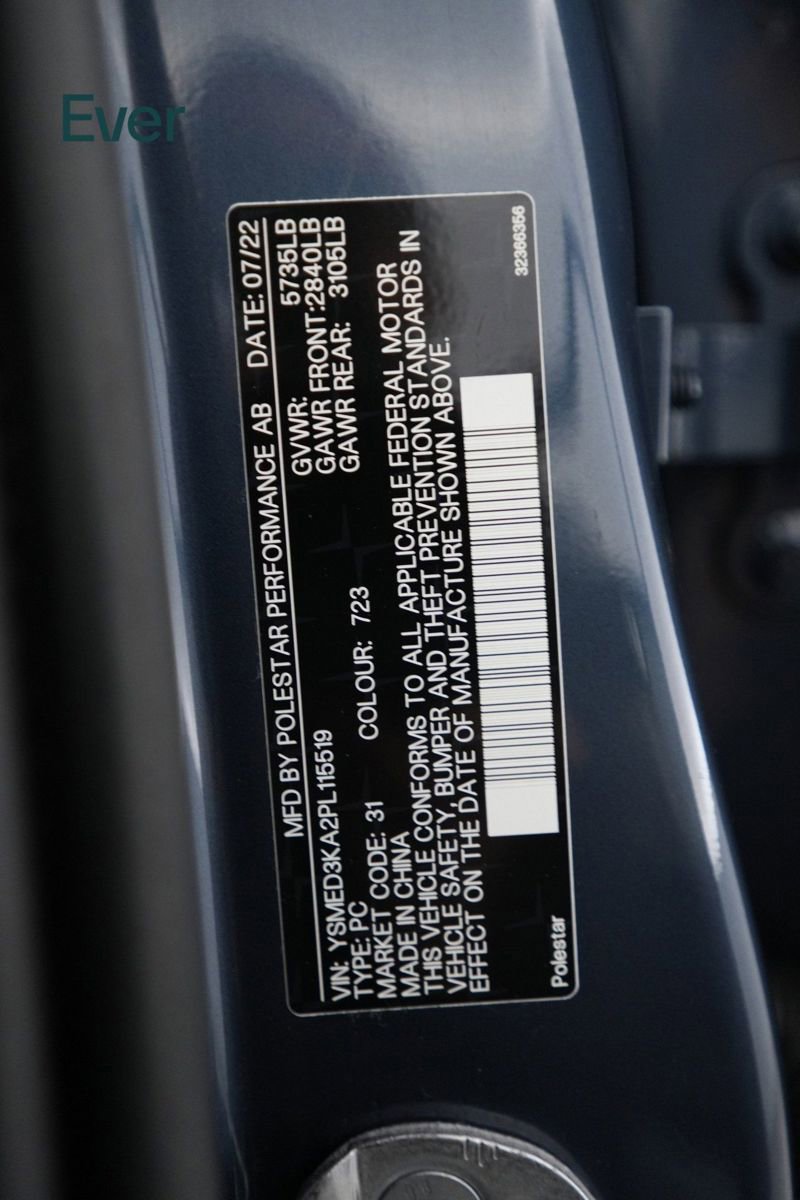 Ever
MFD BY POLESTAR PERFORMANCE AB DATE: 07/22
GVWR: 5735LB
GAWR FRONT:2840LB
GAWR REAR: 3105LB
VIN: YSMED3KA2PL115519
TYPE: PC
MARKET CODE: 31 COLOUR: 723
MADE IN CHINA
THIS VEHICLE CONFORMS TO ALL APPLICABLE FEDERAL MOTOR
VEHICLE SAFETY, BUMPER AND THEFT PREVENTION STANDARDS IN
EFFECT ON THE DATE OF MANUFACTURE SHOWN ABOVE.
Polestar
32366356